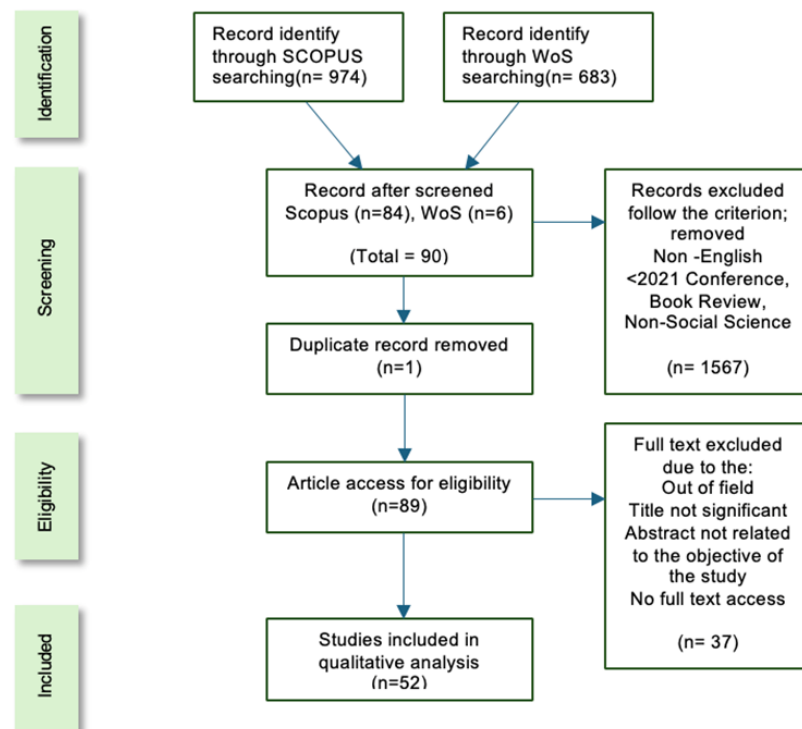 Identification
Record identify
through SCOPUS
searching(n= 974)
Record identify
through WoS
searching(n= 683)
Screening
Record after screened
Scopus (n=84), WoS (n=6)
(Total = 90)
Records excluded
follow the criterion;
removed
Non -English
<2021 Conference,
Book Review,
Non-Social Science
(n= 1567)
Duplicate record removed
(n=1)
Eligibility
Article access for eligibility
(n=89)
Full text excluded
due to the:
Out of field
Title not significant
Abstract not related
to the objective of
the study
No full text access
(n= 37)
Included
Studies included in
qualitative analysis
(n=52)